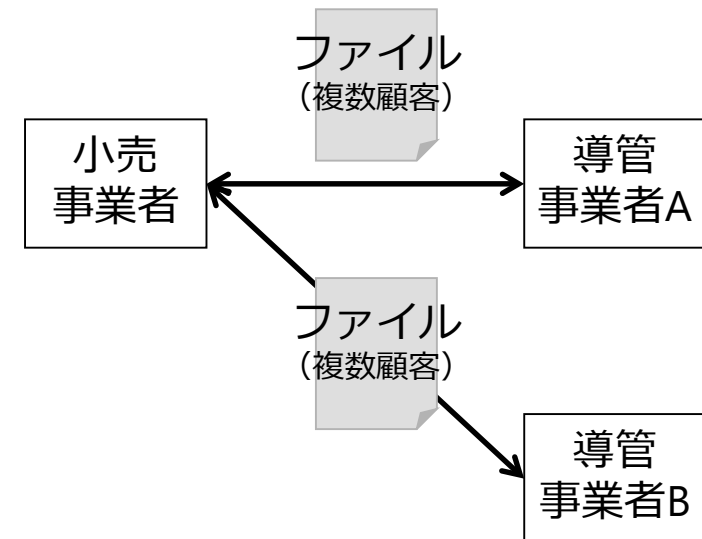 ファイル
（複数顧客）
小売
事業者
導管
事業者A
ファイル
（複数顧客）
導管
事業者B